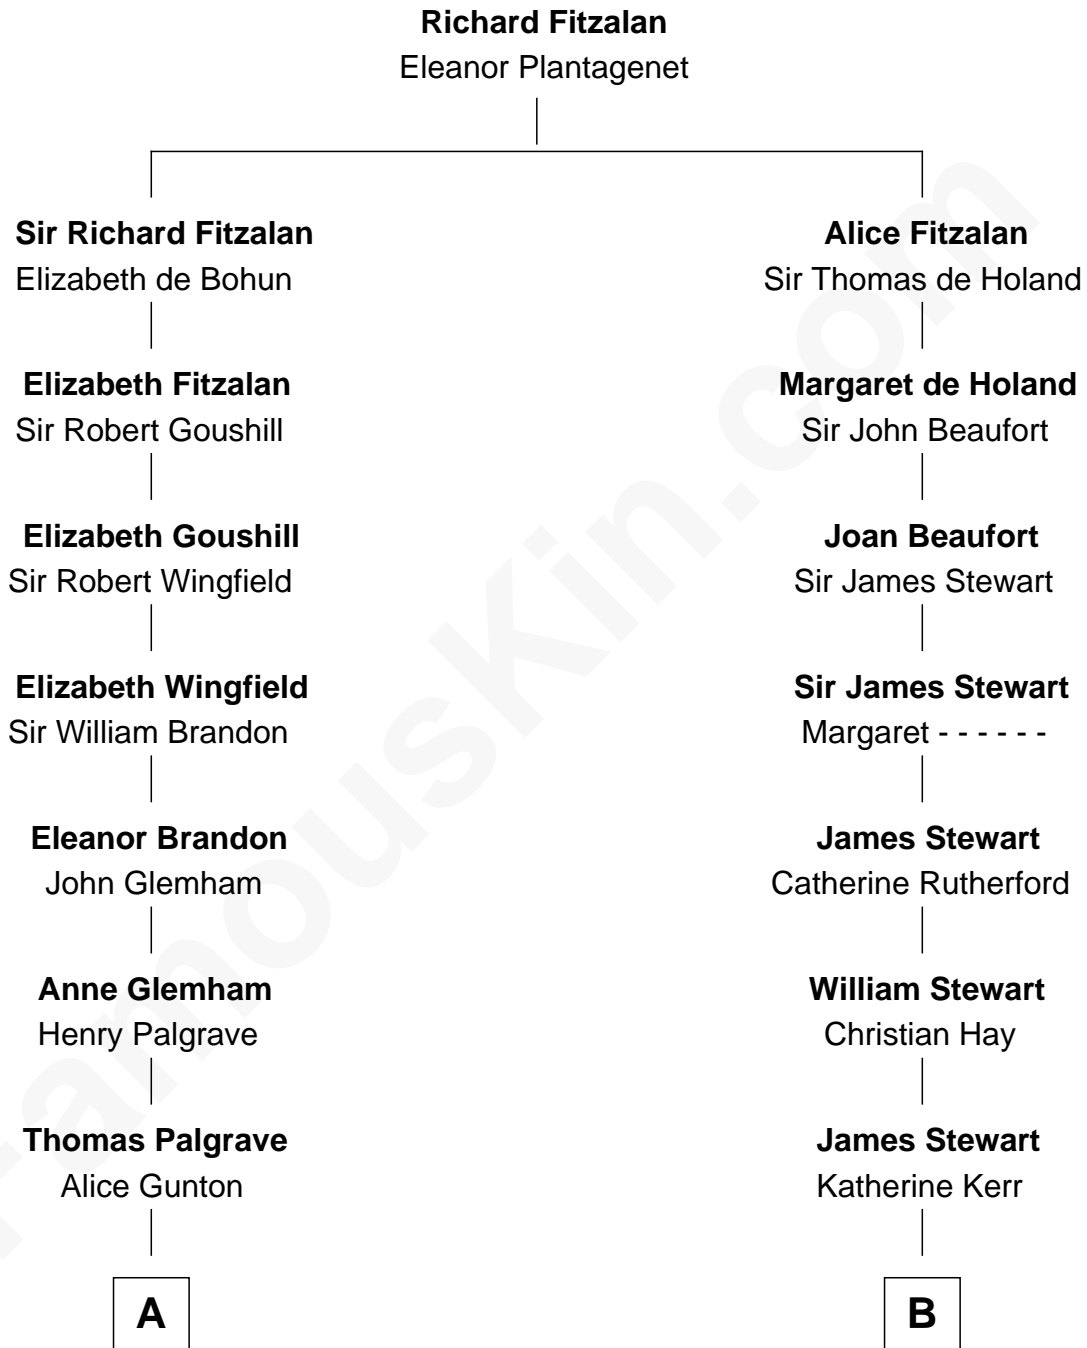 Richard Fitzalan
Eleanor Plantagenet
Sir Richard Fitzalan
Elizabeth de Bohun
Elizabeth Fitzalan
Sir Robert Goushill
Elizabeth Goushill
Sir Robert Wingfield
Elizabeth Wingfield
Sir William Brandon
Eleanor Brandon
John Glemham
Anne Glemham
Henry Palgrave
Thomas Palgrave
Alice Gunton
A
Alice Fitzalan
Sir Thomas de Holand
Margaret de Holand
Sir John Beaufort
Joan Beaufort
Sir James Stewart
Sir James Stewart
Margaret - - - - - -
James Stewart
Catherine Rutherford
William Stewart
Christian Hay
James Stewart
Katherine Kerr
B
FamousKin.com